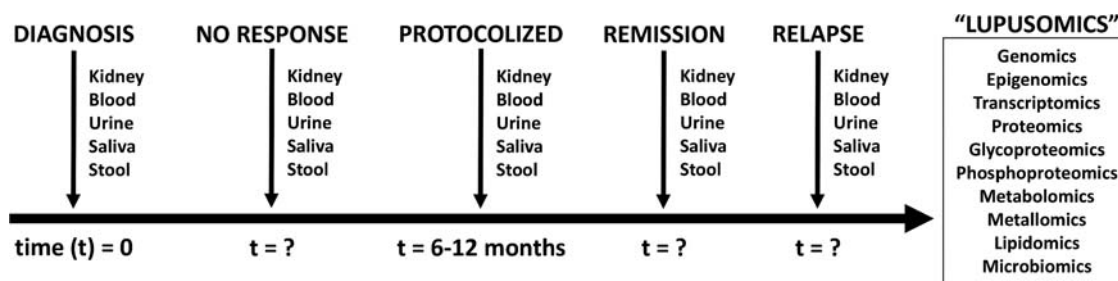 DIAGNOSIS
Kidney
Blood
Urine
Saliva
Stool
time (t) = 0
NO RESPONSE
Kidney
Blood
Urine
Saliva
Stool
t = ?
PROTOCOLIZED
Kidney
Blood
Urine
Saliva
Stool
t = 6-12 months
REMISSION
Kidney
Blood
Urine
Saliva
Stool
t = ?
RELAPSE
Kidney
Blood
Urine
Saliva
Stool
t = ?
“LUPUSOMICS”
Genomics
Epigenomics
Transcriptomics
Proteomics
Glycoproteomics
Phosphoproteomics
Metabolomics
Metallomics
Lipidomics
Microbiomics